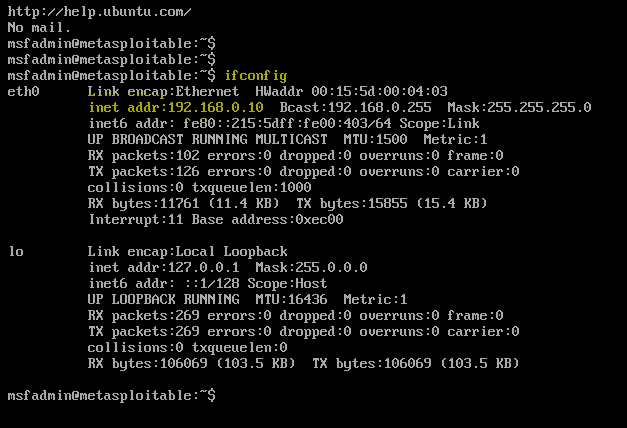 http://help.ubuntu.com/
No mail.
msfadmin@metasploitable:~$
msfadmin@metasploitable:~$
msfadmin@metasploitable:~$ ifconfig
eth0      Link encap:Ethernet  HWaddr 00:15:5d:00:04:03
          inet addr:192.168.0.10  Bcast:192.168.0.255  Mask:255.255.255.0
          inet6 addr: fe80::215:5dff:fe00:403/64 Scope:Link
          UP BROADCAST RUNNING MULTICAST  MTU:1500  Metric:1
          RX packets:102 errors:0 dropped:0 overruns:0 frame:0
          TX packets:126 errors:0 dropped:0 overruns:0 carrier:0
          collisions:0 txqueuelen:1000
          RX bytes:11761 (11.4 KB)  TX bytes:15855 (15.4 KB)
          Interrupt:11 Base address:0xec00
lo        Link encap:Local Loopback
          inet addr:127.0.0.1  Mask:255.0.0.0
          inet6 addr: ::1/128 Scope:Host
          UP LOOPBACK RUNNING  MTU:16436  Metric:1
          RX packets:269 errors:0 dropped:0 overruns:0 frame:0
          TX packets:269 errors:0 dropped:0 overruns:0 carrier:0
          collisions:0 txqueuelen:0
          RX bytes:106069 (103.5 KB)  TX bytes:106069 (103.5 KB)
msfadmin@metasploitable:~$